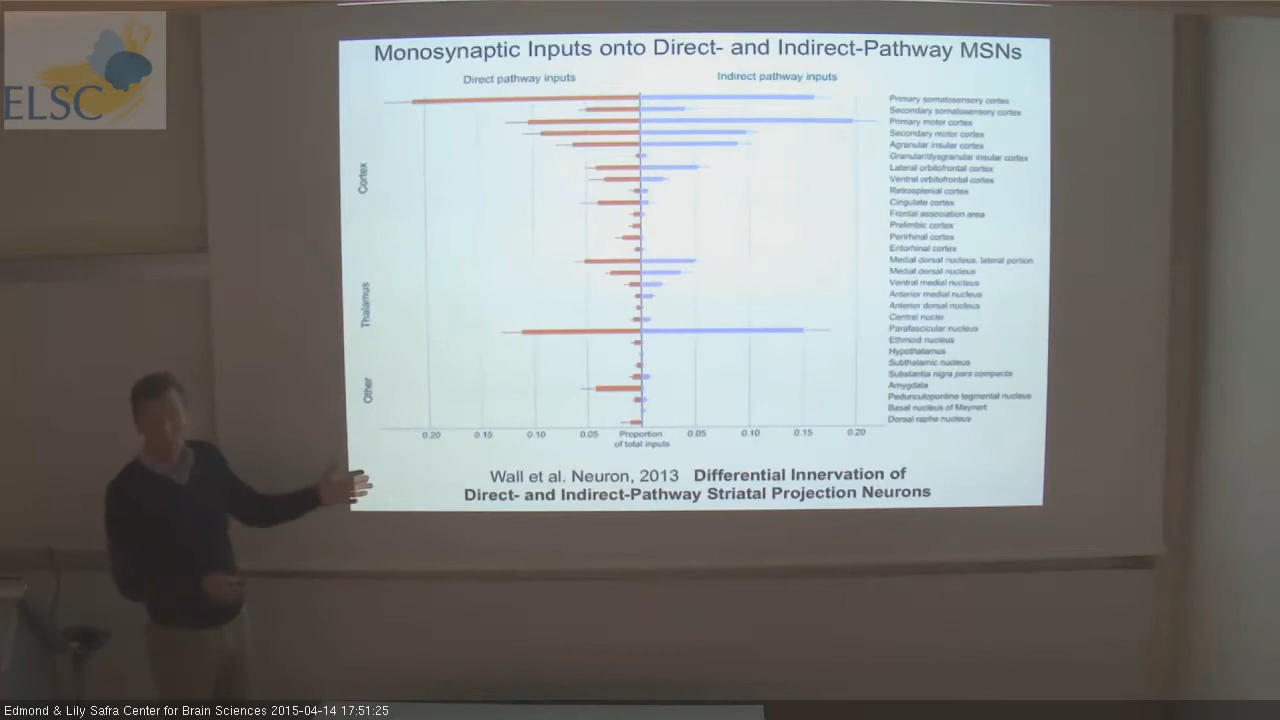 ELSC
Monosynaptic Inputs onto Direct- and Indirect-Pathway MSNs
Direct pathway inputs
Indirect pathway inputs
Cortex
Thalamus
Other
Primary somatosensory cortex
Secondary somatosensory cortex
Primary motor cortex
Secondary motor cortex
Agranular insular cortex
Granular/dysgranular insular cortex
Lateral orbitofrontal cortex
Ventral orbitofrontal cortex
Retrosplenial cortex
Cingulate cortex
Frontal association area
Prelimbic cortex
Perirhinal cortex
Entorhinal cortex
Medial dorsal nucleus, lateral portion
Medial dorsal nucleus
Ventral medial nucleus
Anterior medial nucleus
Anterior dorsal nucleus
Central nuclei
Parafascicular nucleus
Ethmoid nucleus
Hypothalamus
Subthalamic nucleus
Substantia nigra pars compacta
Amygdala
Pedunculopontine tegmental nucleus
Basal nucleus of Meynert
Dorsal raphe nucleus
0.20 0.15 0.10 0.05 Proportion 0.05 0.10 0.15 0.20
of total inputs
Wall et al. Neuron, 2013 Differential Innervation of
Direct- and Indirect-Pathway Striatal Projection Neurons
Edmond & Lily Safra Center for Brain Sciences 2015-04-14 17:51:25